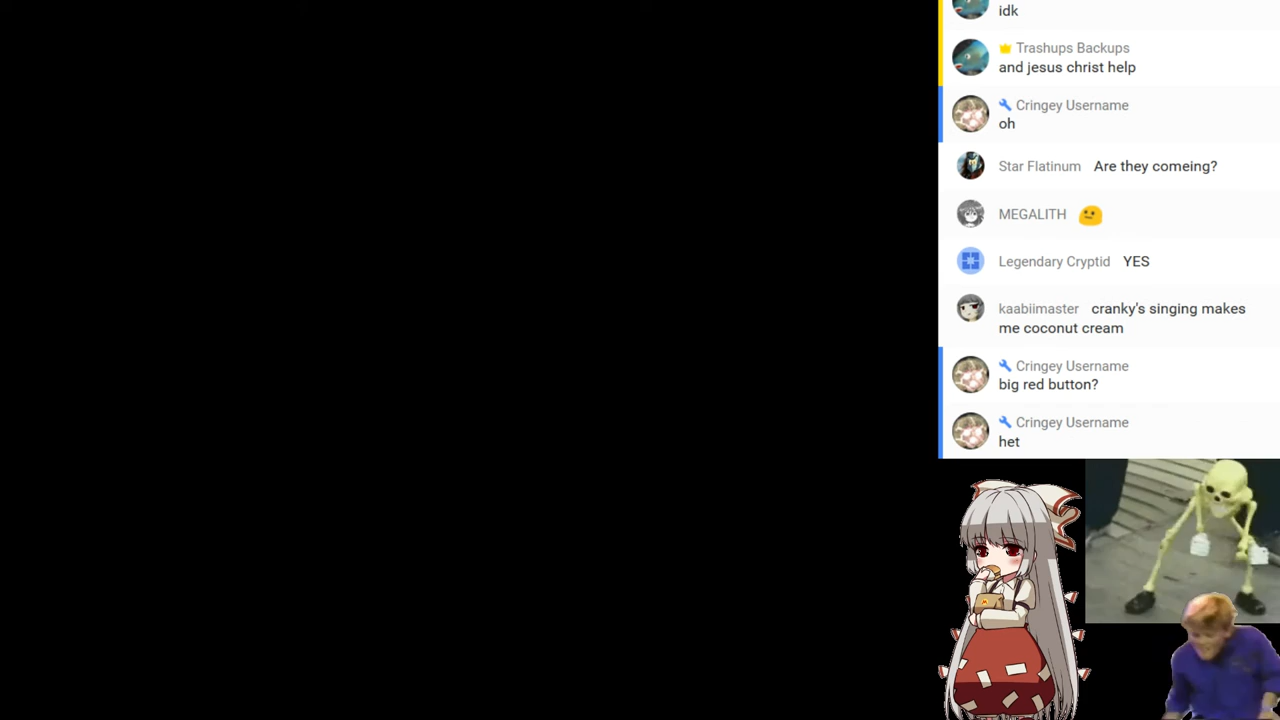 idk
Trashups Backups
and jesus christ help
Cringey Username
oh
Star Flatinum Are they comeing?
MEGALITH
Legendary Cryptid YES
kaabiimaster cranky's singing makes
me coconut cream
Cringey Username
big red button?
Cringey Username
het